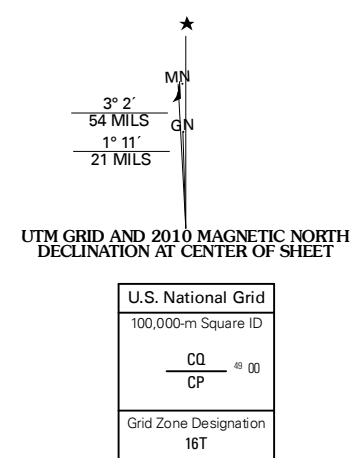 MN
3° 2´
54 MILS
GN
1° 11´
21 MILS
UTM GRID AND 2010 MAGNETIC NORTH
DECLINATION AT CENTER OF SHEET
U.S. National Grid
100,000-m Square ID
CQ
49 00
CP
Grid Zone Designation
16T